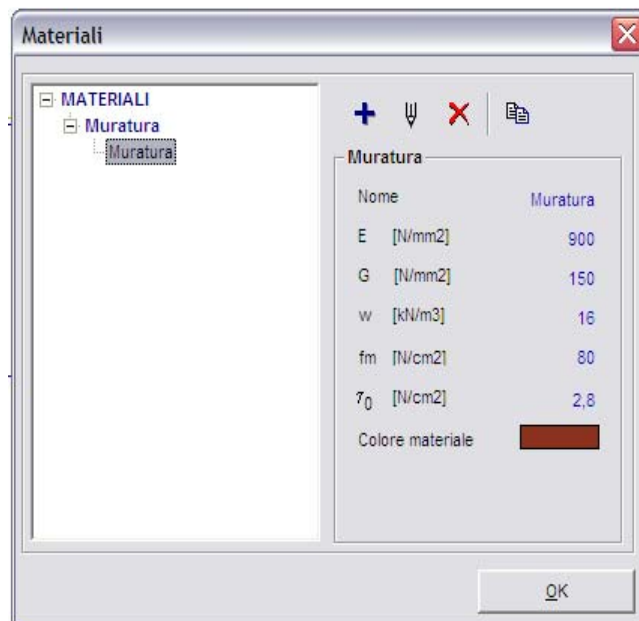 Materiali
MATERIALI
Muratura
Muratura
Muratura
Nome Muratura
E [N/mm2] 900
G [N/mm2] 150
w [kN/m3] 16
fm [N/cm2] 80
τ0 [N/cm2] 2,8
Colore materiale
OK